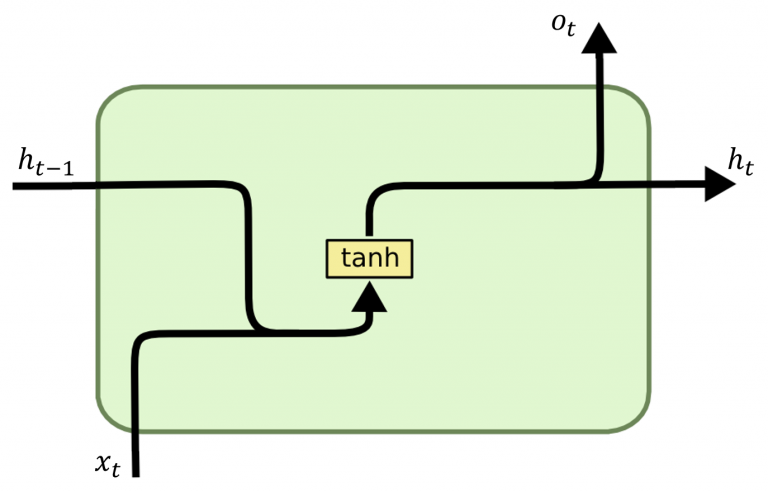 o_t
h_{t-1}
h_t
tanh
x_t